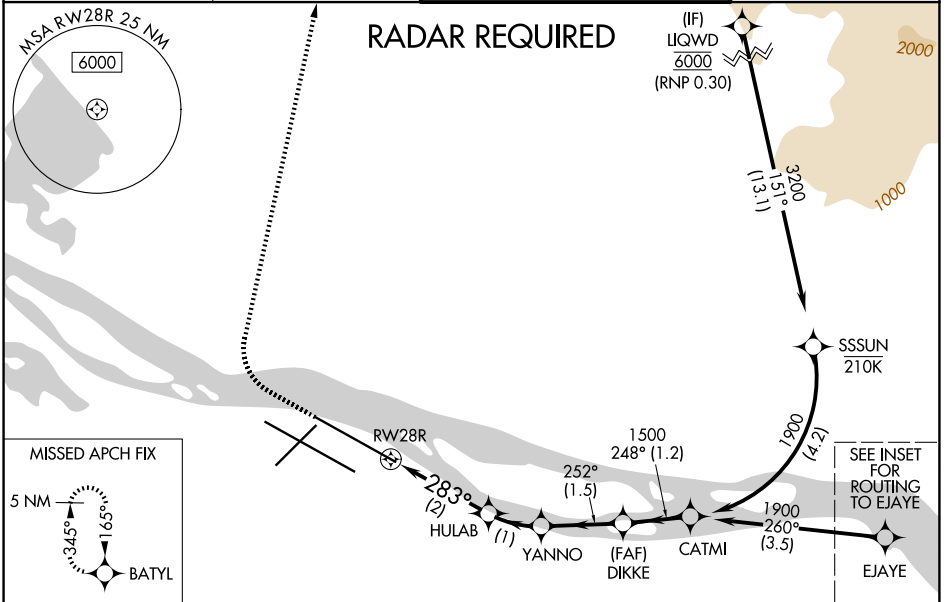 MSA RW28R 25 NM
6000
RADAR REQUIRED
(IF)
LIQWD
6000
(RNP 0.30)
2000
1000
3200
151°
(13.1)
SSSUN
210K
1900
(4.2)
RW28R
1500
248° (1.2)
252°
(1.5)
283°
(2)
HULAB
(1)
YANNO
(FAF)
DIKKE
CATMI
1900
260°
(3.5)
SEE INSET
FOR
ROUTING
TO EJAYE
EJAYE
MISSED APCH FIX
5 NM
345°
165°
BATYL